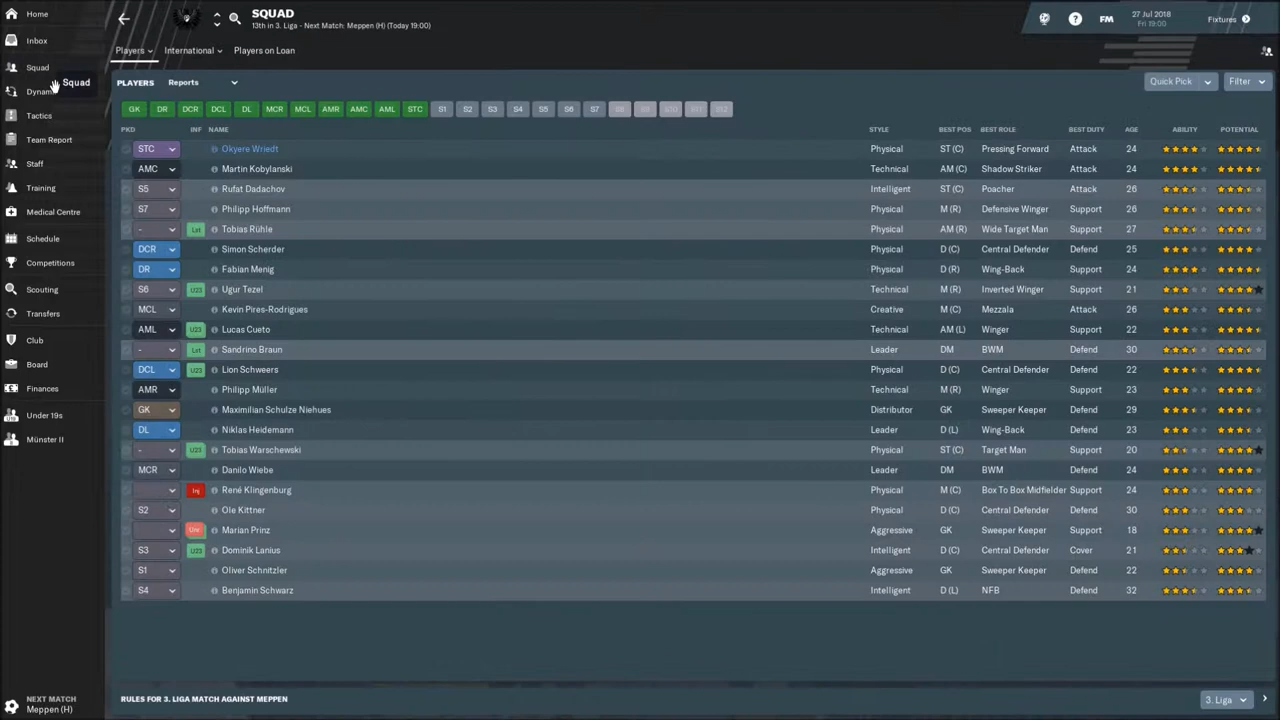 Home
Inbox
Squad
Squad
Dynam
Tactics
Team Report
Staff
Training
Medical Centre
Schedule
Competitions
Scouting
Transfers
Club
Board
Finances
Under 19s
Münster II
NEXT MATCH
Meppen (H)
SQUAD
13th in 3. Liga - Next Match: Meppen (H) (Today 19:00)
FM 27 Jul 2018 Fixtures
Fri 19:00
Players International Players on Loan
PLAYERS Reports Quick Pick Filter
GK DR DCR DCL DL MCR MCL AMR AMC AML STC S1 S2 S3 S4 S5 S6 S7 S8 S9 S10 S11 S12
PKD INF NAME STYLE BEST POS BEST ROLE BEST DUTY AGE ABILITY POTENTIAL
STC Okyere Wriedt Physical ST (C) Pressing Forward Attack 24
AMC Martin Kobylanski Technical AM (C) Shadow Striker Attack 24
S5 Rufat Dadachov Intelligent ST (C) Poacher Attack 26
S7 Philipp Hoffmann Physical M (R) Defensive Winger Support 26
- Lst Tobias Rühle Physical AM (R) Wide Target Man Support 27
DCR Simon Scherder Physical D (C) Central Defender Defend 25
DR Fabian Menig Physical D (R) Wing-Back Support 24
S6 U23 Ugur Tezel Technical M (R) Inverted Winger Support 21
MCL Kevin Pires-Rodrigues Creative M (C) Mezzala Attack 26
AML U23 Lucas Cueto Technical AM (L) Winger Support 22
- Lst Sandrino Braun Leader DM BWM Defend 30
DCL U23 Lion Schweers Physical D (C) Central Defender Defend 22
AMR Philipp Müller Technical M (R) Winger Support 23
GK Maximilian Schulze Niehues Distributor GK Sweeper Keeper Defend 29
DL Niklas Heidemann Leader D (L) Wing-Back Defend 23
- U23 Tobias Warschewski Physical ST (C) Target Man Support 20
MCR Danilo Wiebe Leader DM BWM Defend 24
Inj René Klingenburg Physical M (C) Box To Box Midfielder Support 24
S2 Ole Kittner Physical D (C) Central Defender Defend 30
Unr Marian Prinz Aggressive GK Sweeper Keeper Support 18
S3 U23 Dominik Lanius Intelligent D (C) Central Defender Cover 21
S1 Oliver Schnitzler Aggressive GK Sweeper Keeper Defend 22
S4 Benjamin Schwarz Intelligent D (L) NFB Defend 32
RULES FOR 3. LIGA MATCH AGAINST MEPPEN 3. Liga